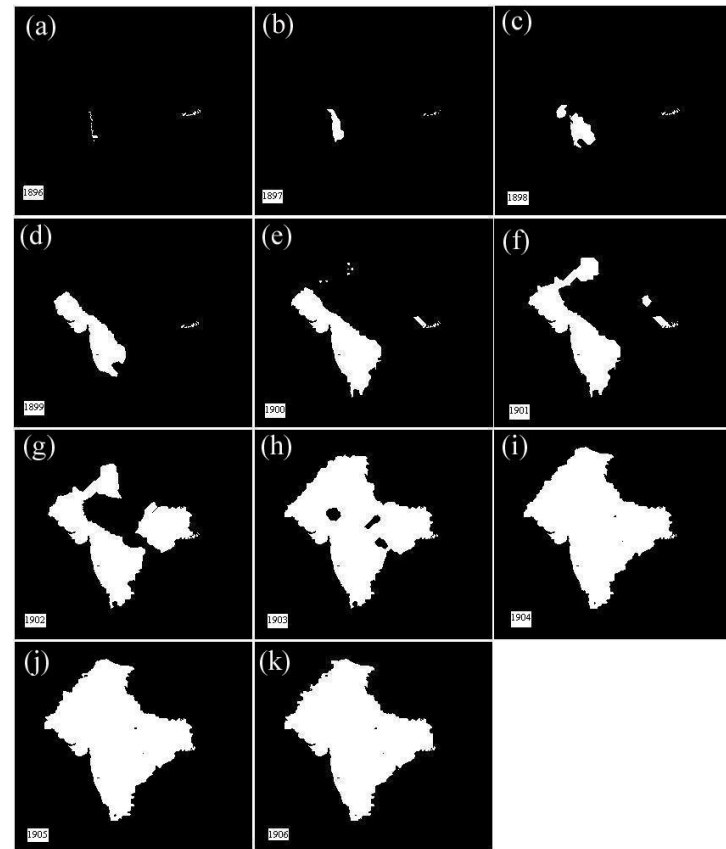 (a)
1896
(b)
1897
(c)
1898
(d)
1899
(e)
1900
(f)
1901
(g)
1902
(h)
1903
(i)
1904
(j)
1905
(k)
1906